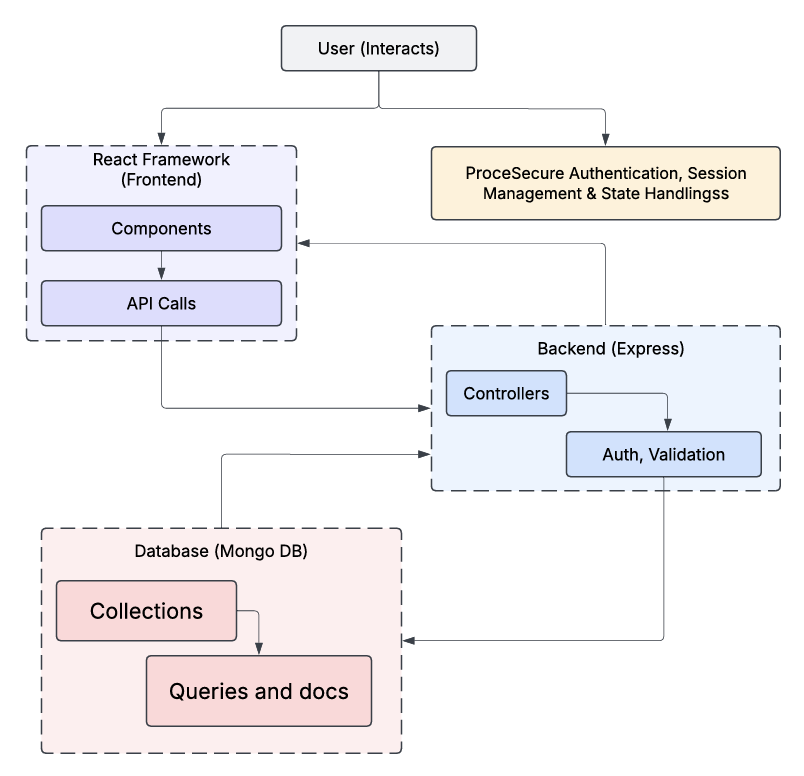 User (Interacts)
React Framework
(Frontend)
Components
API Calls
ProceSecure Authentication, Session
Management & State Handlingss
Backend (Express)
Controllers
Auth, Validation
Database (Mongo DB)
Collections
Queries and docs